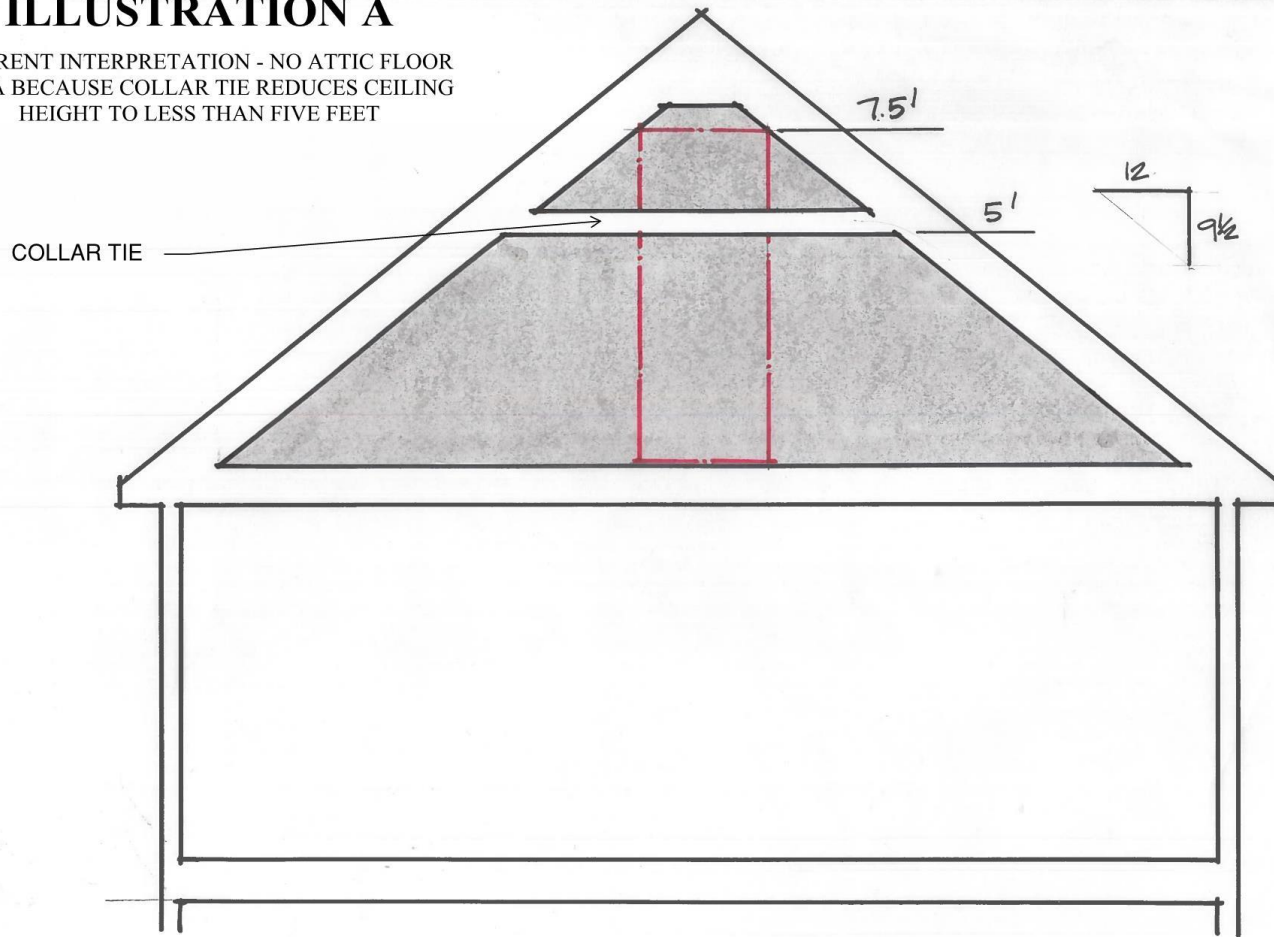 ILLUSTRATION A
RENT INTERPRETATION - NO ATTIC FLOOR
A BECAUSE COLLAR TIE REDUCES CEILING
HEIGHT TO LESS THAN FIVE FEET
7.5'
12
5'
9½
COLLAR TIE